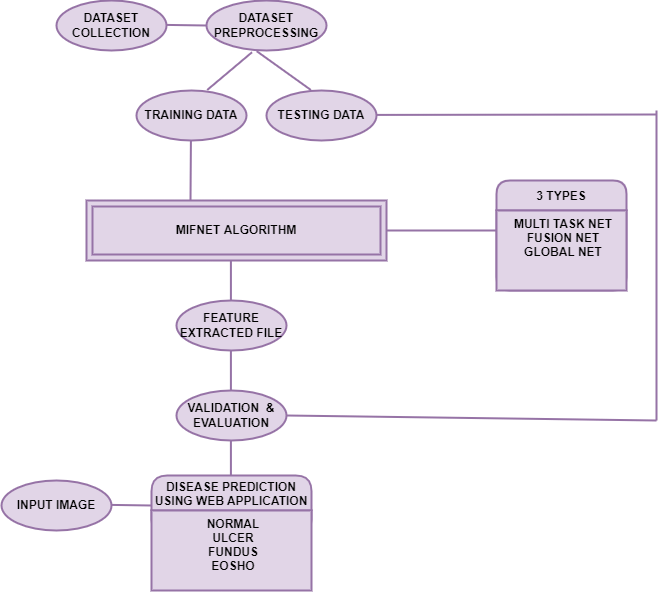 DATASET
COLLECTION
DATASET
PREPROCESSING
TRAINING DATA
TESTING DATA
MIFNET ALGORITHM
3 TYPES
MULTI TASK NET
FUSION NET
GLOBAL NET
FEATURE
EXTRACTED FILE
VALIDATION &
EVALUATION
INPUT IMAGE
DISEASE PREDICTION
USING WEB APPLICATION
NORMAL
ULCER
FUNDUS
EOSHO